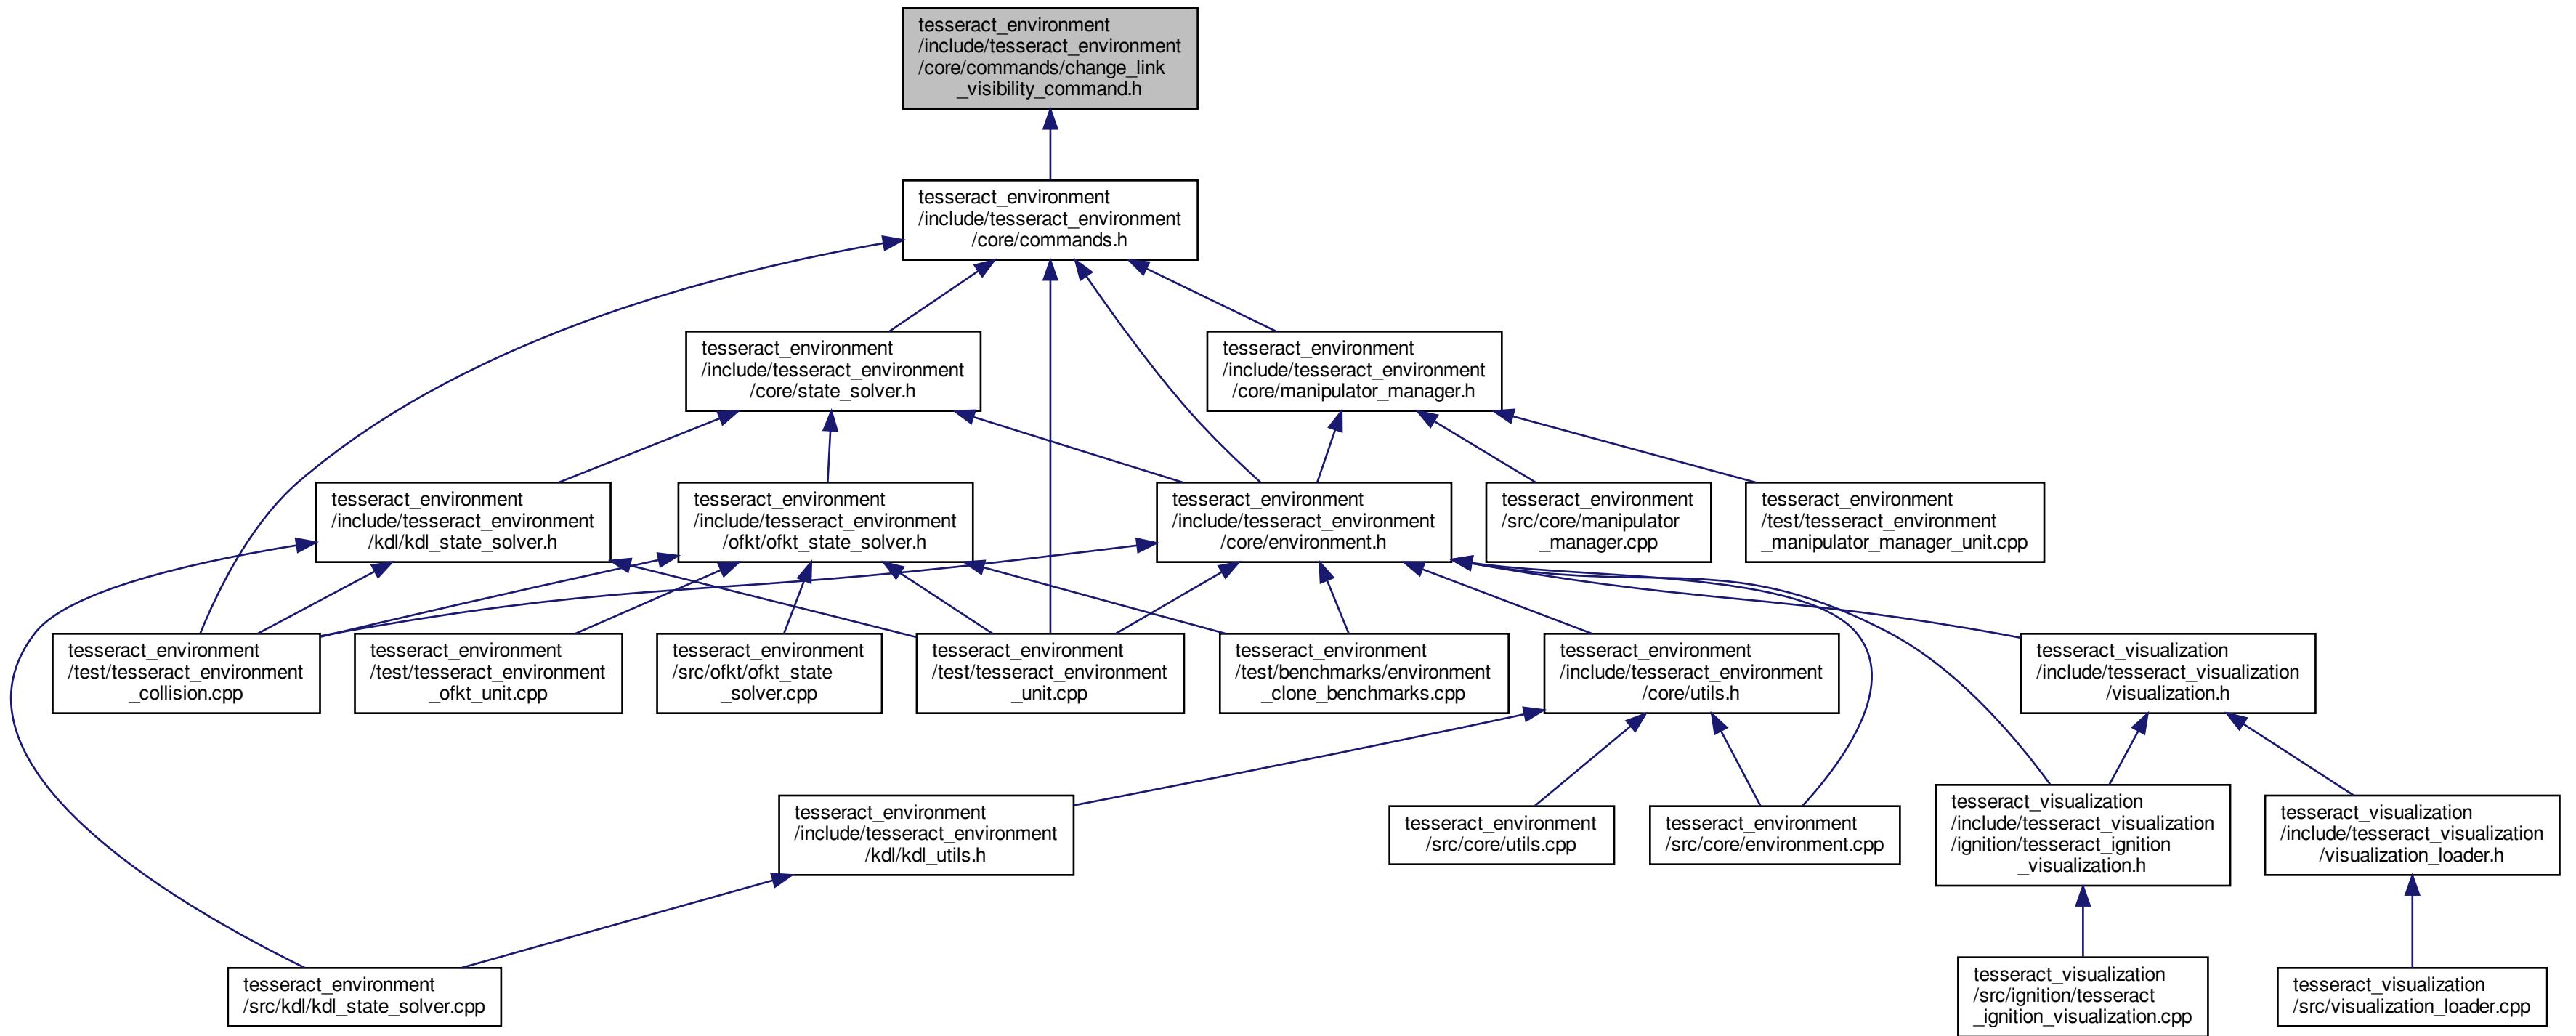 tesseract_environment
/include/tesseract_environment
/core/commands/change_link
_visibility_command.h
tesseract_environment
/include/tesseract_environment
/core/commands.h
tesseract_environment
/include/tesseract_environment
/core/state_solver.h
tesseract_environment
/include/tesseract_environment
/core/manipulator_manager.h
tesseract_environment
/include/tesseract_environment
/kdl/kdl_state_solver.h
tesseract_environment
/include/tesseract_environment
/ofkt/ofkt_state_solver.h
tesseract_environment
/include/tesseract_environment
/core/environment.h
tesseract_environment
/src/core/manipulator
_manager.cpp
tesseract_environment
/test/tesseract_environment
_manipulator_manager_unit.cpp
tesseract_environment
/test/tesseract_environment
_collision.cpp
tesseract_environment
/test/tesseract_environment
_ofkt_unit.cpp
tesseract_environment
/src/ofkt/ofkt_state
_solver.cpp
tesseract_environment
/test/tesseract_environment
_unit.cpp
tesseract_environment
/test/benchmarks/environment
_clone_benchmarks.cpp
tesseract_environment
/include/tesseract_environment
/core/utils.h
tesseract_visualization
/include/tesseract_visualization
/visualization.h
tesseract_environment
/include/tesseract_environment
/kdl/kdl_utils.h
tesseract_environment
/src/core/utils.cpp
tesseract_environment
/src/core/environment.cpp
tesseract_visualization
/include/tesseract_visualization
/ignition/tesseract_ignition
_visualization.h
tesseract_visualization
/include/tesseract_visualization
/visualization_loader.h
tesseract_environment
/src/kdl/kdl_state_solver.cpp
tesseract_visualization
/src/ignition/tesseract
_ignition_visualization.cpp
tesseract_visualization
/src/visualization_loader.cpp